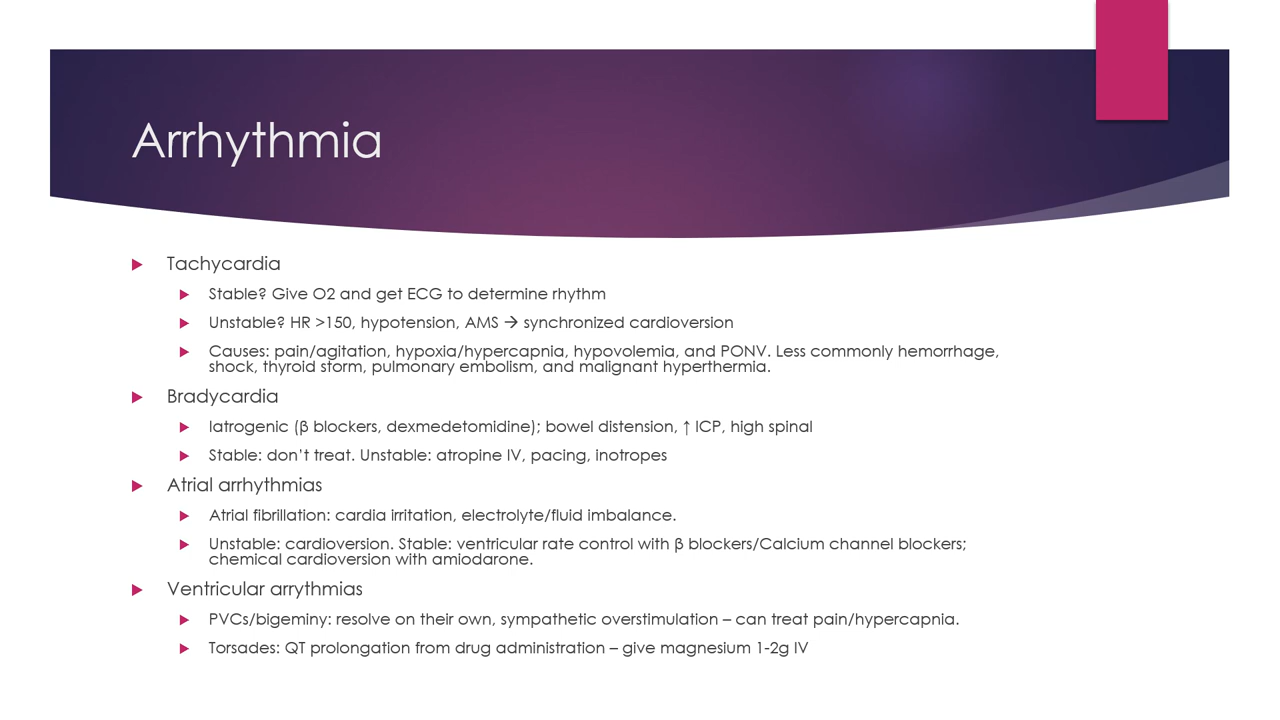 Arrhythmia
Tachycardia
Stable? Give O2 and get ECG to determine rhythm
Unstable? HR >150, hypotension, AMS → synchronized cardioversion
Causes: pain/agitation, hypoxia/hypercapnia, hypovolemia, and PONV. Less commonly hemorrhage,
shock, thyroid storm, pulmonary embolism, and malignant hyperthermia.
Bradycardia
Iatrogenic (β blockers, dexmedetomidine); bowel distension, ↑ ICP, high spinal
Stable: don’t treat. Unstable: atropine IV, pacing, inotropes
Atrial arrhythmias
Atrial fibrillation: cardia irritation, electrolyte/fluid imbalance.
Unstable: cardioversion. Stable: ventricular rate control with β blockers/Calcium channel blockers;
chemical cardioversion with amiodarone.
Ventricular arrythmias
PVCs/bigeminy: resolve on their own, sympathetic overstimulation – can treat pain/hypercapnia.
Torsades: QT prolongation from drug administration – give magnesium 1-2g IV